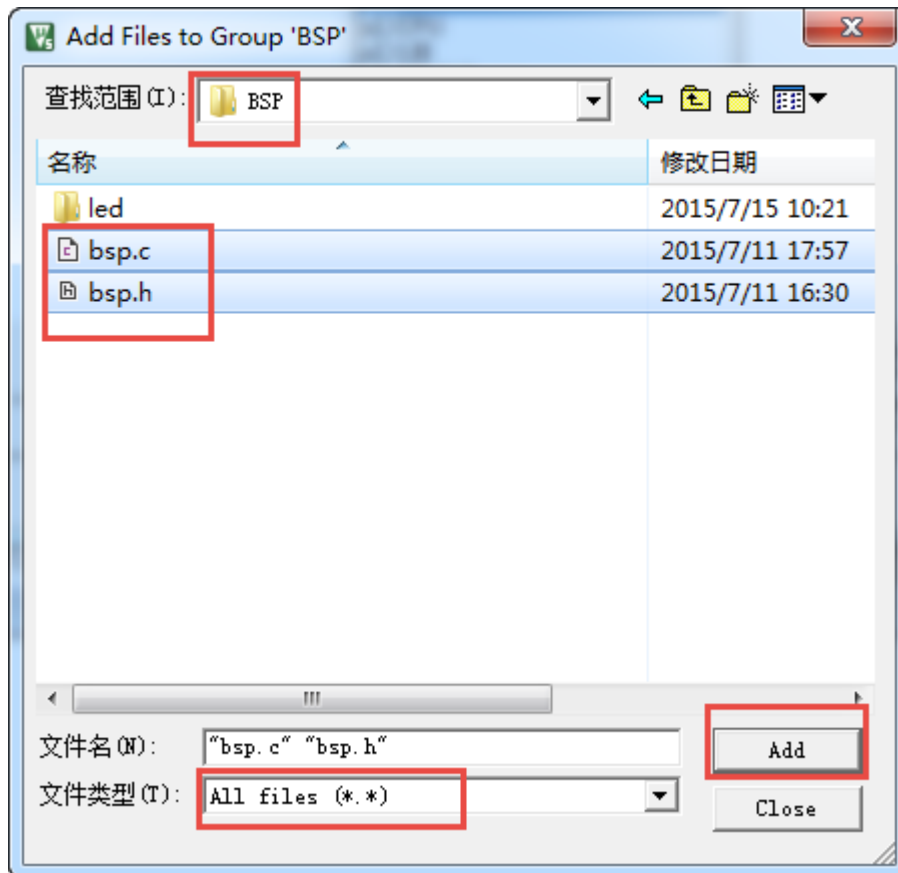 Add Files to Group 'BSP'
查找范围(I): BSP
名称 修改日期
led 2015/7/15 10:21
bsp.c 2015/7/11 17:57
bsp.h 2015/7/11 16:30
文件名(N): "bsp.c" "bsp.h" Add
文件类型(T): All files (*.*) Close